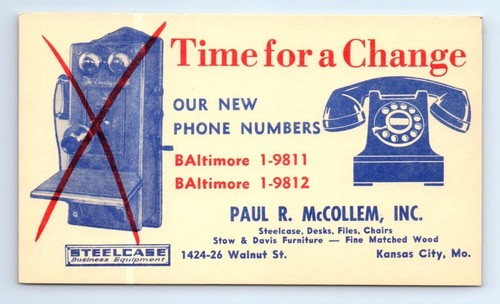 Time for a Change
OUR NEW
PHONE NUMBERS
BAltimore 1-9811
BAltimore 1-9812
PAUL R. McCOLLEM, INC.
Steelcase, Desks, Files, Chairs
Stow & Davis Furniture — Fine Matched Wood
STEELCASE
Business Equipment
1424-26 Walnut St.
Kansas City, Mo.